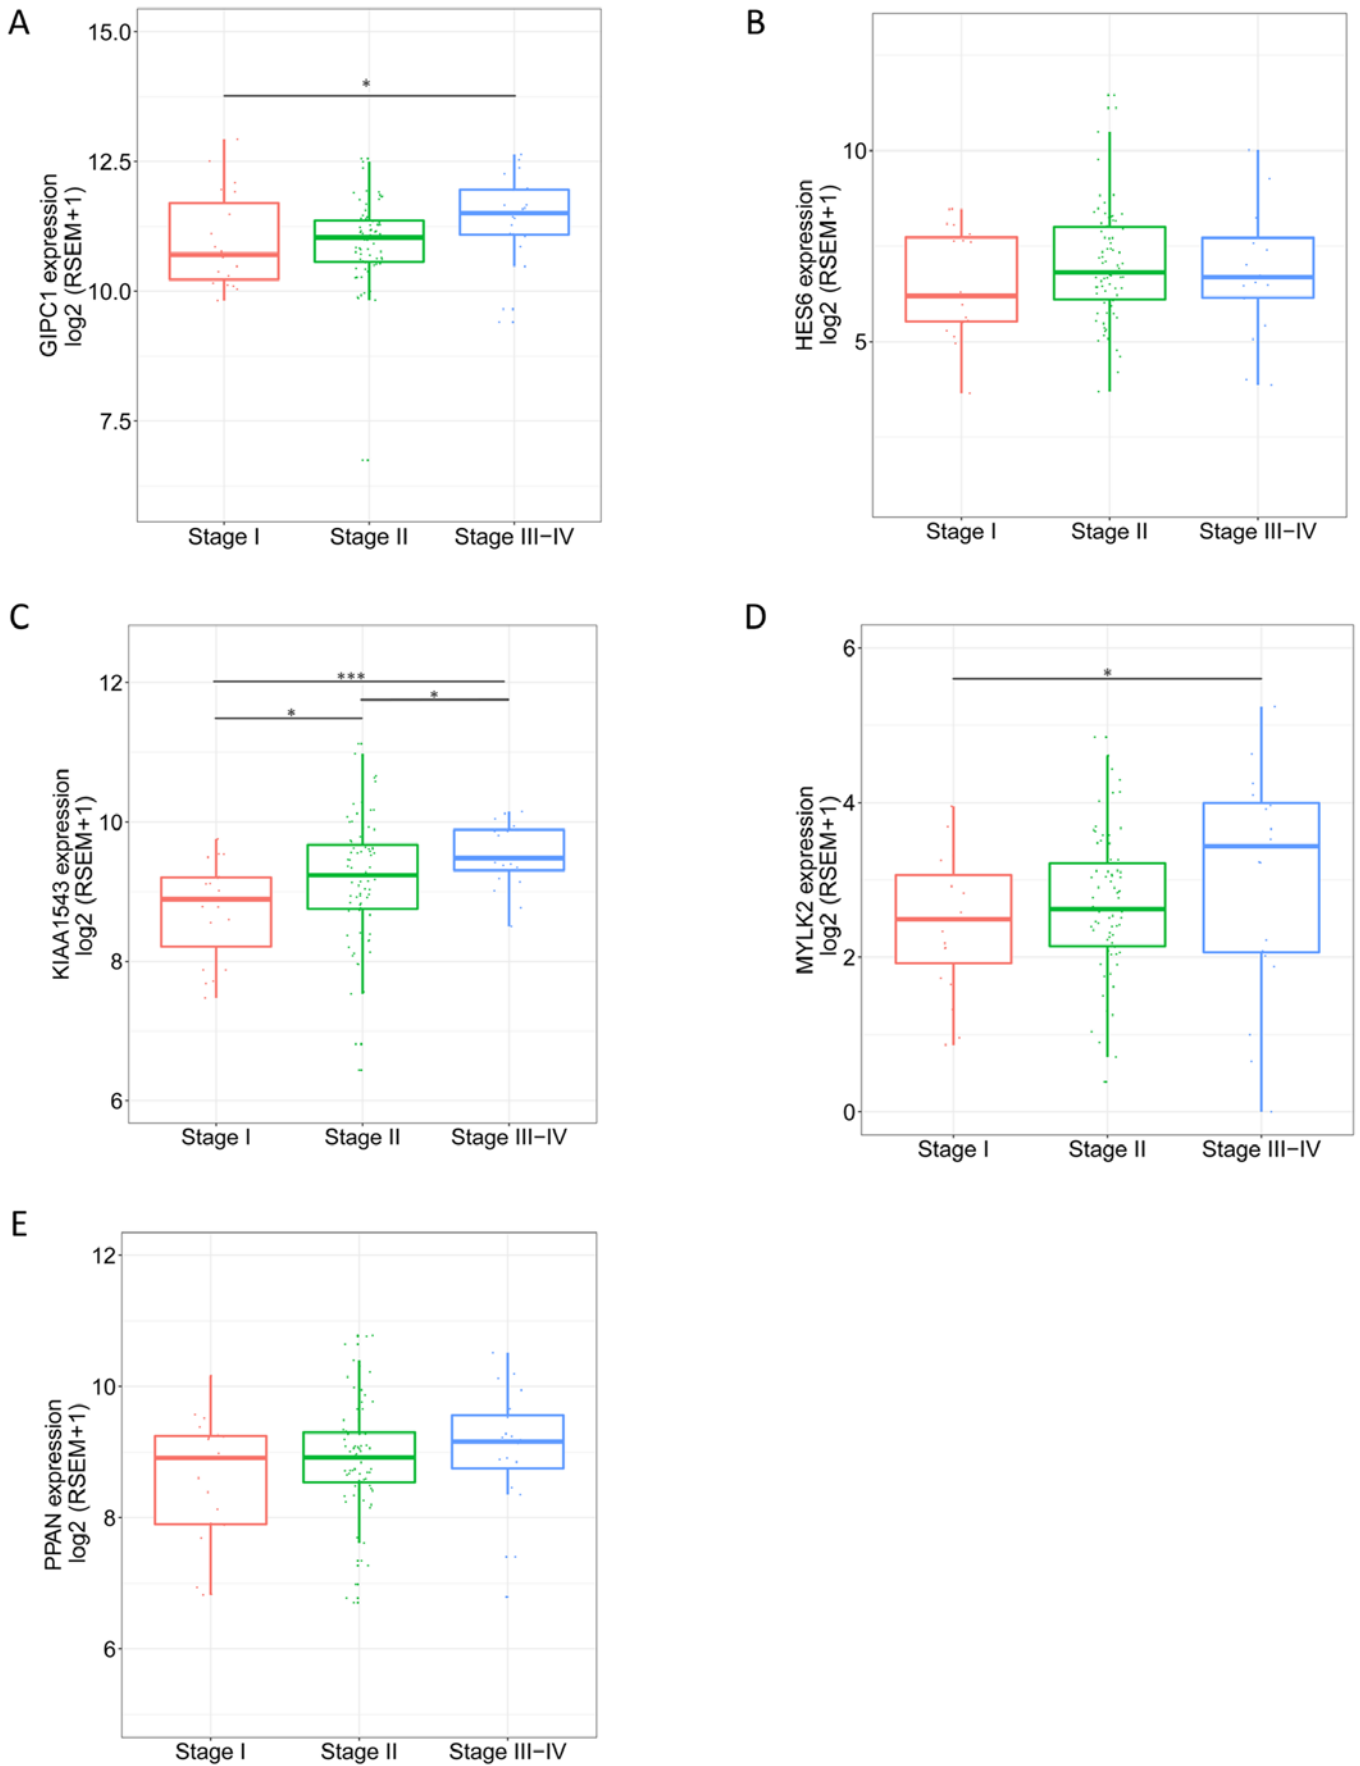 A
GIPC1 expression
log2 (RSEM+1)
15.0
12.5
10.0
7.5
*
Stage I
Stage II
Stage III−IV
B
HES6 expression
log2 (RSEM+1)
10
5
Stage I
Stage II
Stage III−IV
C
KIAA1543 expression
log2 (RSEM+1)
12
10
8
6
***
*
*
Stage I
Stage II
Stage III−IV
D
MYLK2 expression
log2 (RSEM+1)
6
4
2
0
*
Stage I
Stage II
Stage III−IV
E
PPAN expression
log2 (RSEM+1)
12
10
8
6
Stage I
Stage II
Stage III−IV